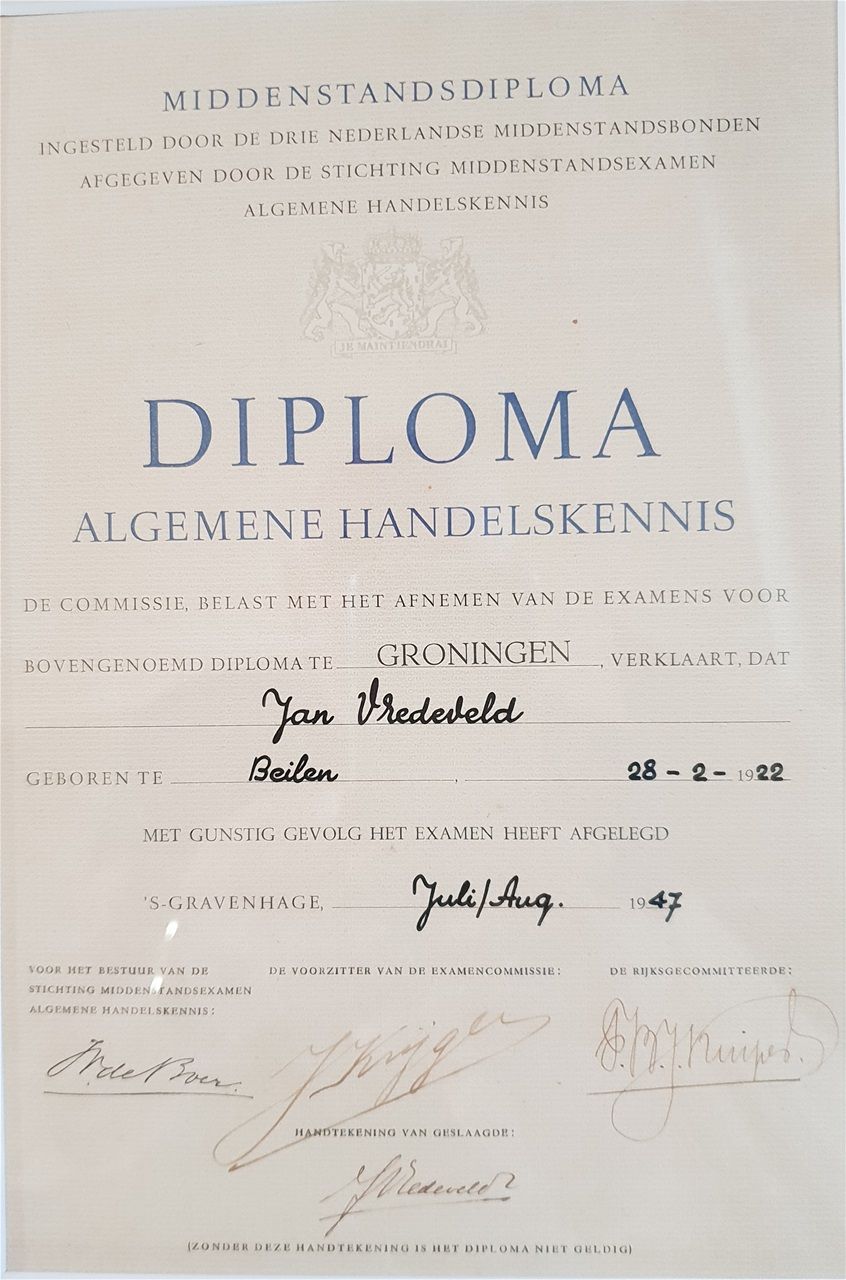 MIDDENSTANDSDIPLOMA
INGESTELD DOOR DE DRIE NEDERLANDSE MIDDENSTANDSBONDEN
AFGEGEVEN DOOR DE STICHTING MIDDENSTANDSEXAMEN
ALGEMENE HANDELSKENNIS
JE MAINTIENDRAI
DIPLOMA
ALGEMENE HANDELSKENNIS
DE COMMISSIE, BELAST MET HET AFNEMEN VAN DE EXAMENS VOOR
BOVENGENOEMD DIPLOMA TE GRONINGEN, VERKLAART, DAT
Jan Vredeveld
GEBOREN TE Beilen, 28-2-1922
MET GUNSTIG GEVOLG HET EXAMEN HEEFT AFGELEGD
'S-GRAVENHAGE, Juli/Aug. 1947
VOOR HET BESTUUR VAN DE
STICHTING MIDDENSTANDSEXAMEN
ALGEMENE HANDELSKENNIS:
DE VOORZITTER VAN DE EXAMENCOMMISSIE:
DE RIJKSGECOMMITTEERDE:
de Boer.
HANDTEKENING VAN GESLAAGDE:
JVredeveld
(ZONDER DEZE HANDTEKENING IS HET DIPLOMA NIET GELDIG)